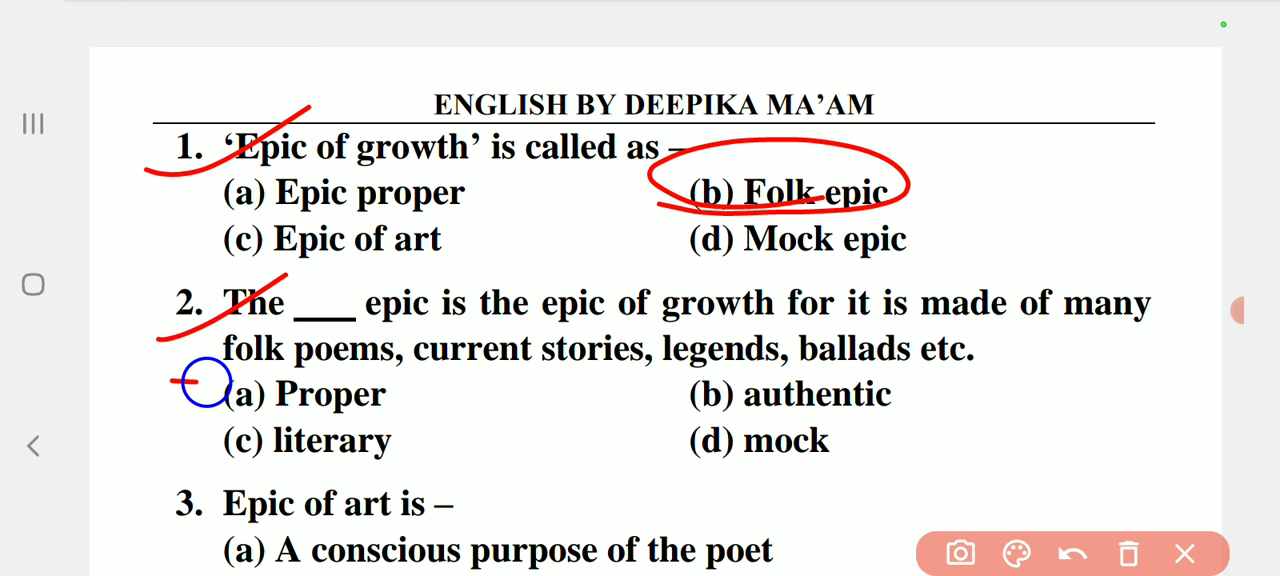 ENGLISH BY DEEPIKA MA’AM
1. ‘Epic of growth’ is called as –
(a) Epic proper (b) Folk epic
(c) Epic of art (d) Mock epic
2. The ____ epic is the epic of growth for it is made of many
folk poems, current stories, legends, ballads etc.
(a) Proper (b) authentic
(c) literary (d) mock
3. Epic of art is –
(a) A conscious purpose of the poet